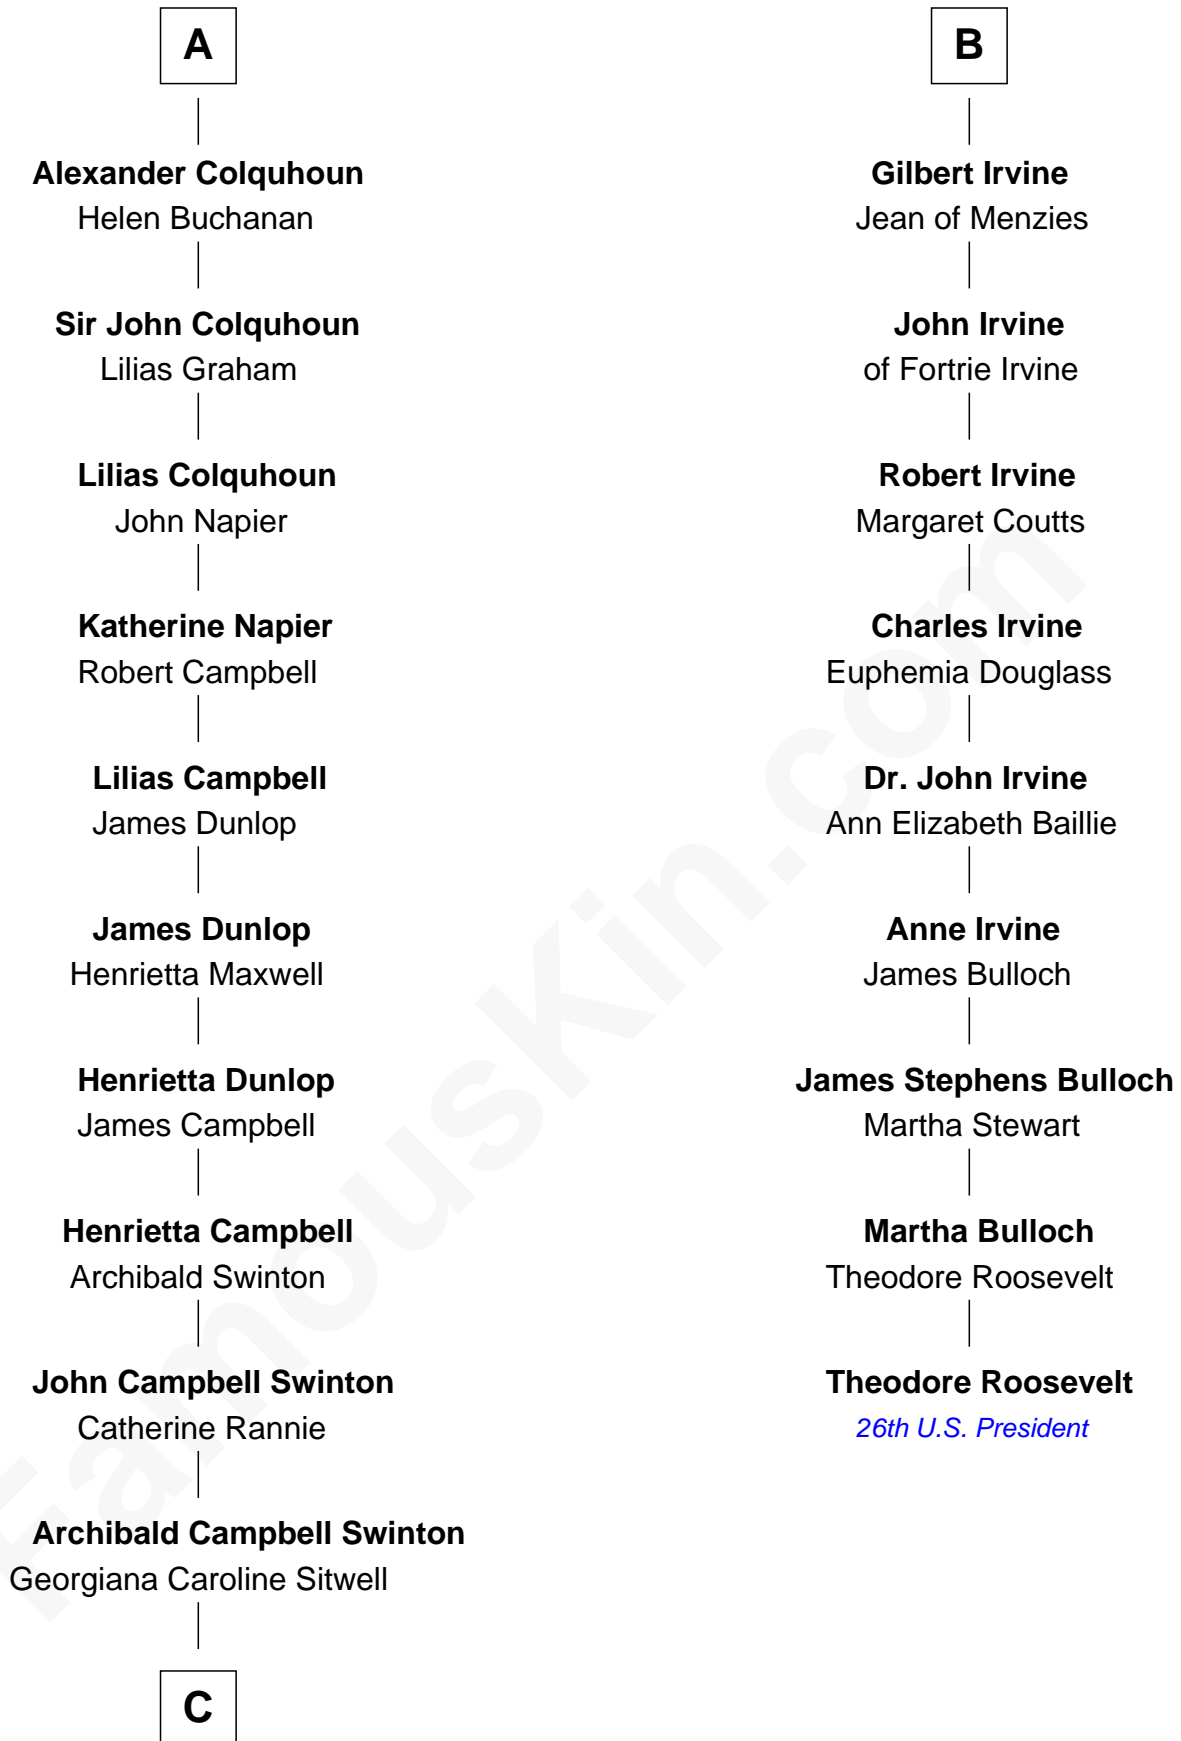 A
Alexander Colquhoun
Helen Buchanan
Sir John Colquhoun
Lilias Graham
Lilias Colquhoun
John Napier
Katherine Napier
Robert Campbell
Lilias Campbell
James Dunlop
James Dunlop
Henrietta Maxwell
Henrietta Dunlop
James Campbell
Henrietta Campbell
Archibald Swinton
John Campbell Swinton
Catherine Rannie
Archibald Campbell Swinton
Georgiana Caroline Sitwell
C
B
Gilbert Irvine
Jean of Menzies
John Irvine
of Fortrie Irvine
Robert Irvine
Margaret Coutts
Charles Irvine
Euphemia Douglass
Dr. John Irvine
Ann Elizabeth Baillie
Anne Irvine
James Bulloch
James Stephens Bulloch
Martha Stewart
Martha Bulloch
Theodore Roosevelt
Theodore Roosevelt
26th U.S. President
FamousKin.com